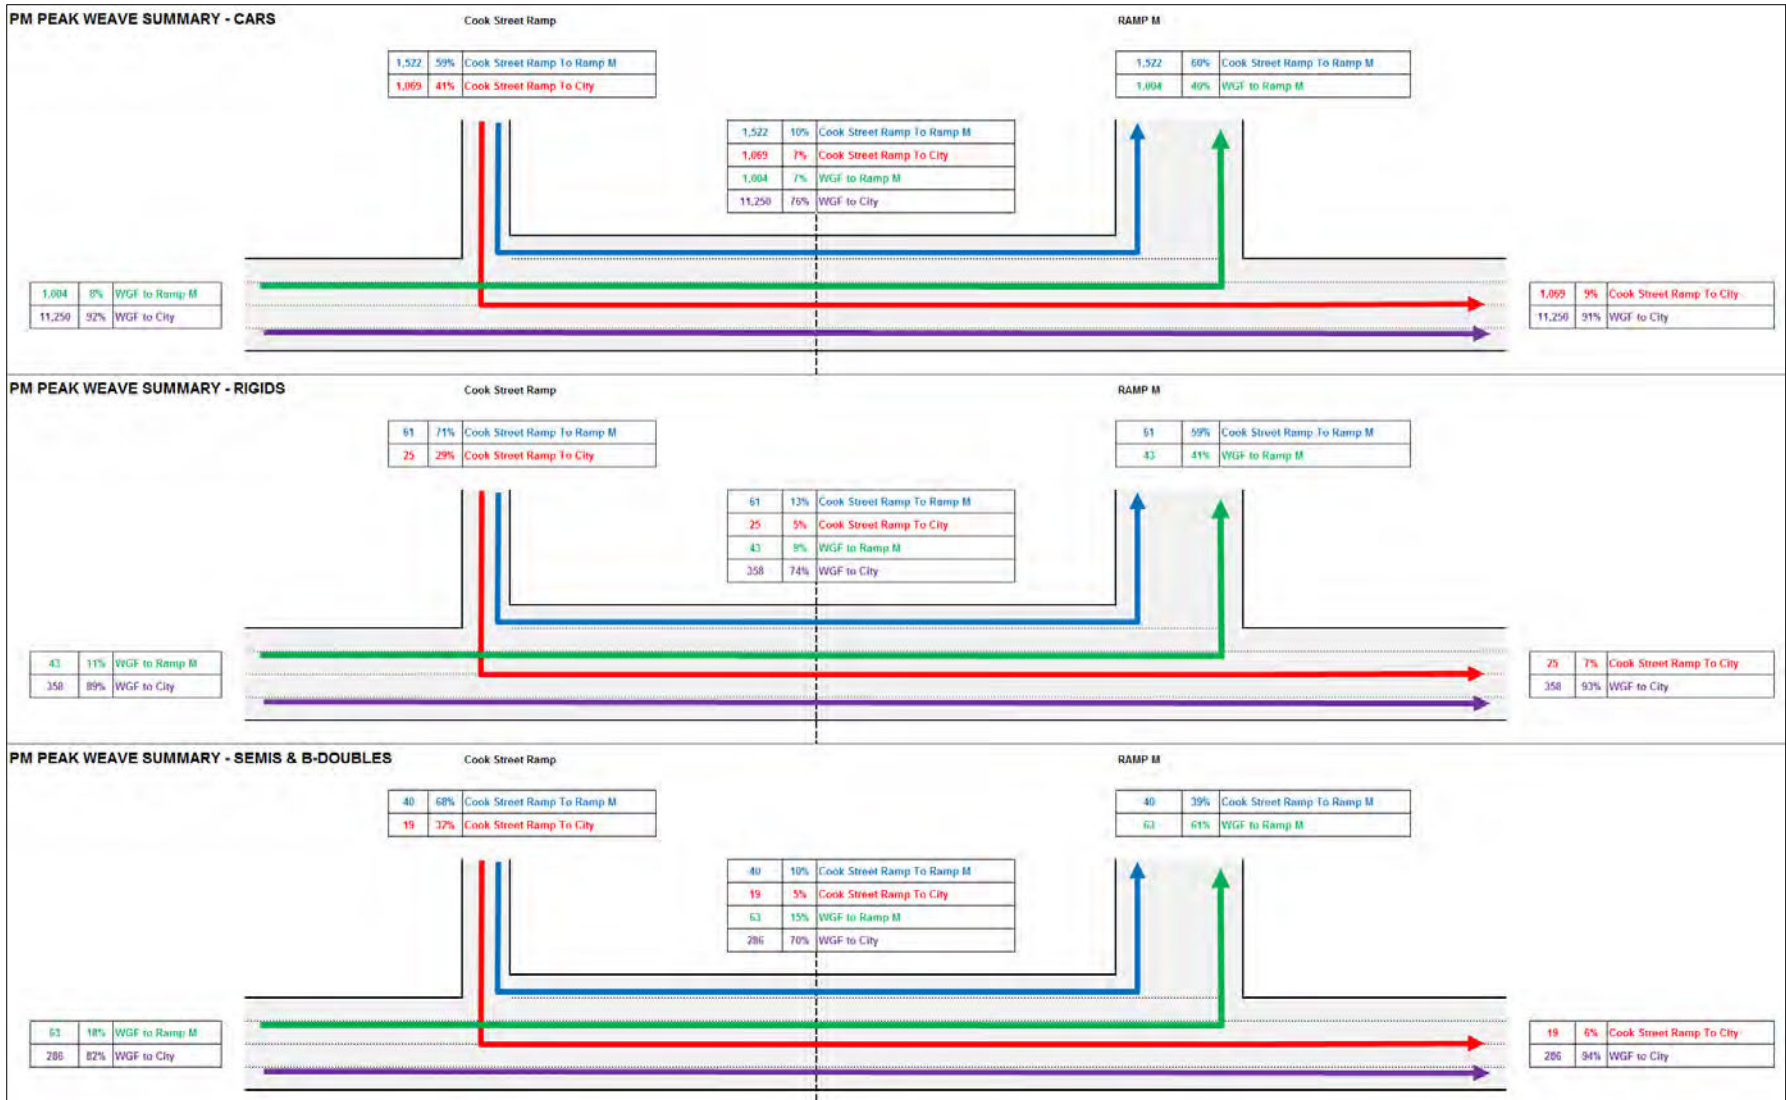 PM PEAK WEAVE SUMMARY - CARS
Cook Street Ramp
RAMP M
1,522 59% Cook Street Ramp To Ramp M
1,069 41% Cook Street Ramp To City
1,522 60% Cook Street Ramp To Ramp M
1,004 40% WGF to Ramp M
1,522 10% Cook Street Ramp To Ramp M
1,069 7% Cook Street Ramp To City
1,004 7% WGF to Ramp M
11,250 76% WGF to City
1,004 8% WGF to Ramp M
11,250 92% WGF to City
1,069 9% Cook Street Ramp To City
11,250 91% WGF to City
PM PEAK WEAVE SUMMARY - RIGIDS
Cook Street Ramp
RAMP M
61 71% Cook Street Ramp To Ramp M
25 29% Cook Street Ramp To City
61 59% Cook Street Ramp To Ramp M
43 41% WGF to Ramp M
61 13% Cook Street Ramp To Ramp M
25 5% Cook Street Ramp To City
43 9% WGF to Ramp M
358 74% WGF to City
43 11% WGF to Ramp M
358 89% WGF to City
25 7% Cook Street Ramp To City
358 93% WGF to City
PM PEAK WEAVE SUMMARY - SEMIS & B-DOUBLES
Cook Street Ramp
RAMP M
40 68% Cook Street Ramp To Ramp M
19 32% Cook Street Ramp To City
40 39% Cook Street Ramp To Ramp M
63 61% WGF to Ramp M
40 10% Cook Street Ramp To Ramp M
19 5% Cook Street Ramp To City
63 15% WGF to Ramp M
286 70% WGF to City
63 18% WGF to Ramp M
286 82% WGF to City
19 6% Cook Street Ramp To City
286 94% WGF to City